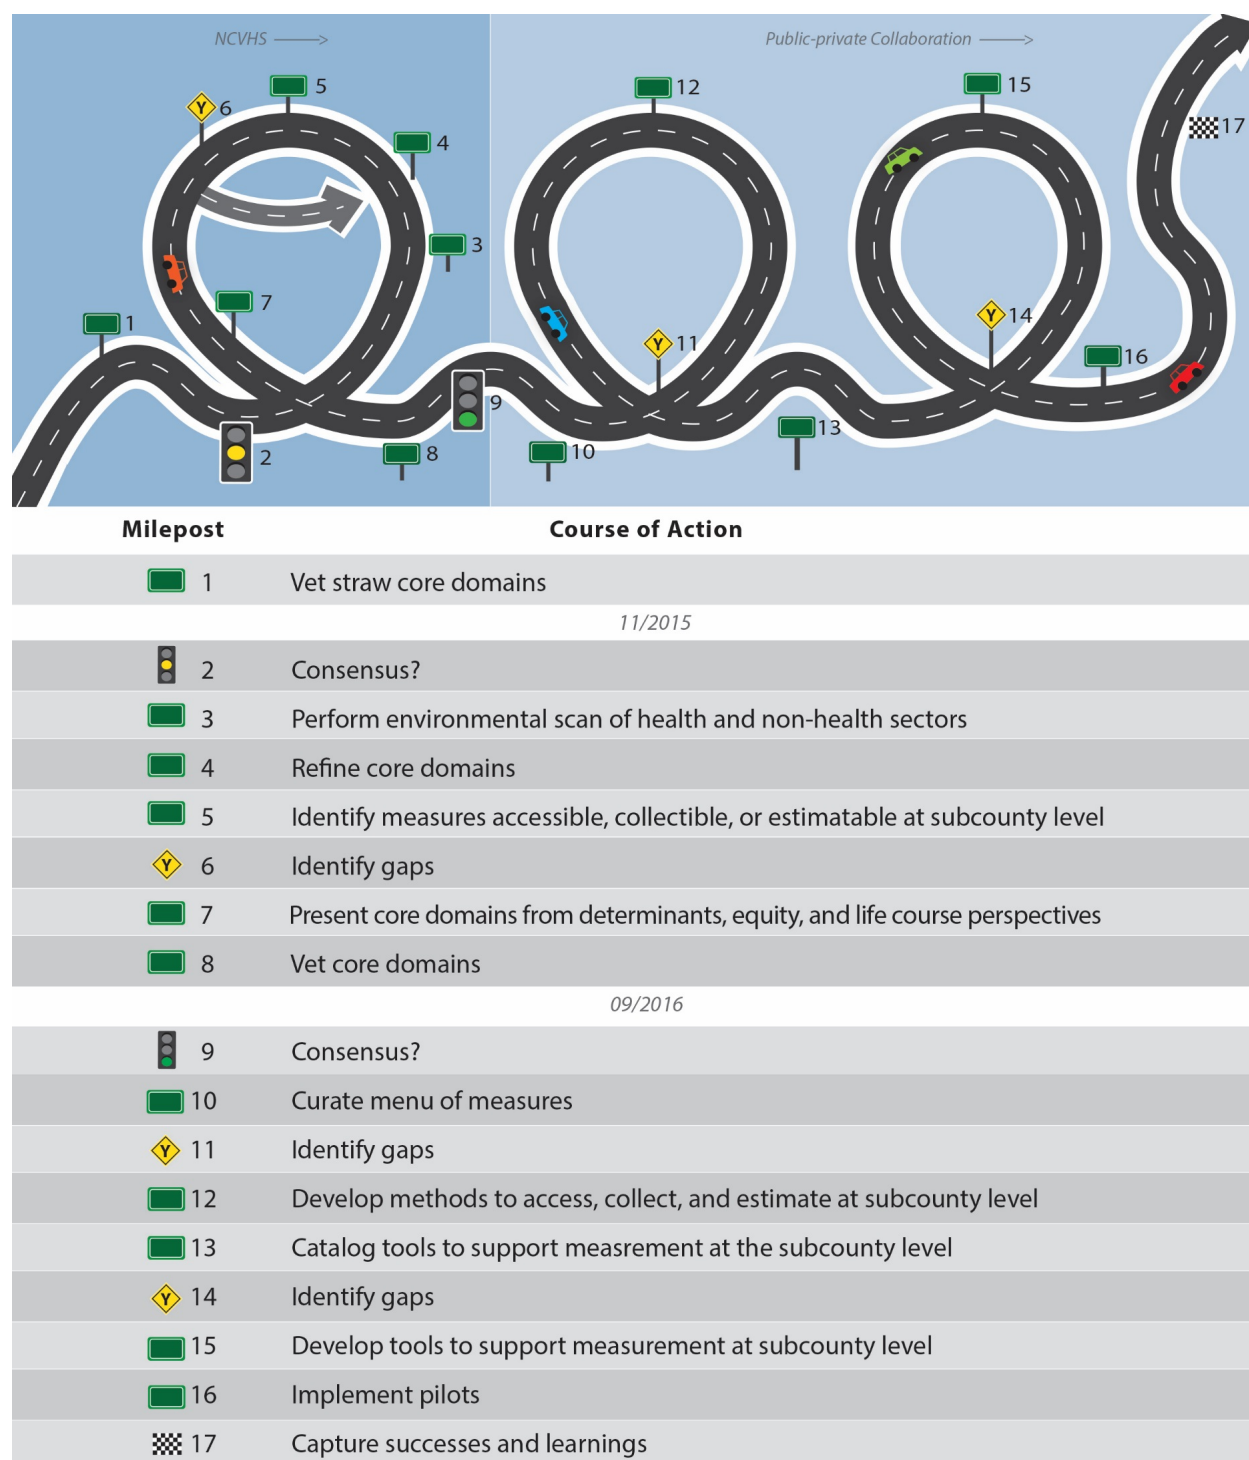 NCVHS
Public-private Collaboration
5
12
15
6
4
17
3
7
1
11
14
16
9
13
2
8
10
Milepost Course of Action
1 Vet straw core domains
11/2015
2 Consensus?
3 Perform environmental scan of health and non-health sectors
4 Refine core domains
5 Identify measures accessible, collectible, or estimatable at subcounty level
Y 6 Identify gaps
7 Present core domains from determinants, equity, and life course perspectives
8 Vet core domains
09/2016
9 Consensus?
10 Curate menu of measures
Y 11 Identify gaps
12 Develop methods to access, collect, and estimate at subcounty level
13 Catalog tools to support measrement at the subcounty level
Y 14 Identify gaps
15 Develop tools to support measurement at subcounty level
16 Implement pilots
17 Capture successes and learnings